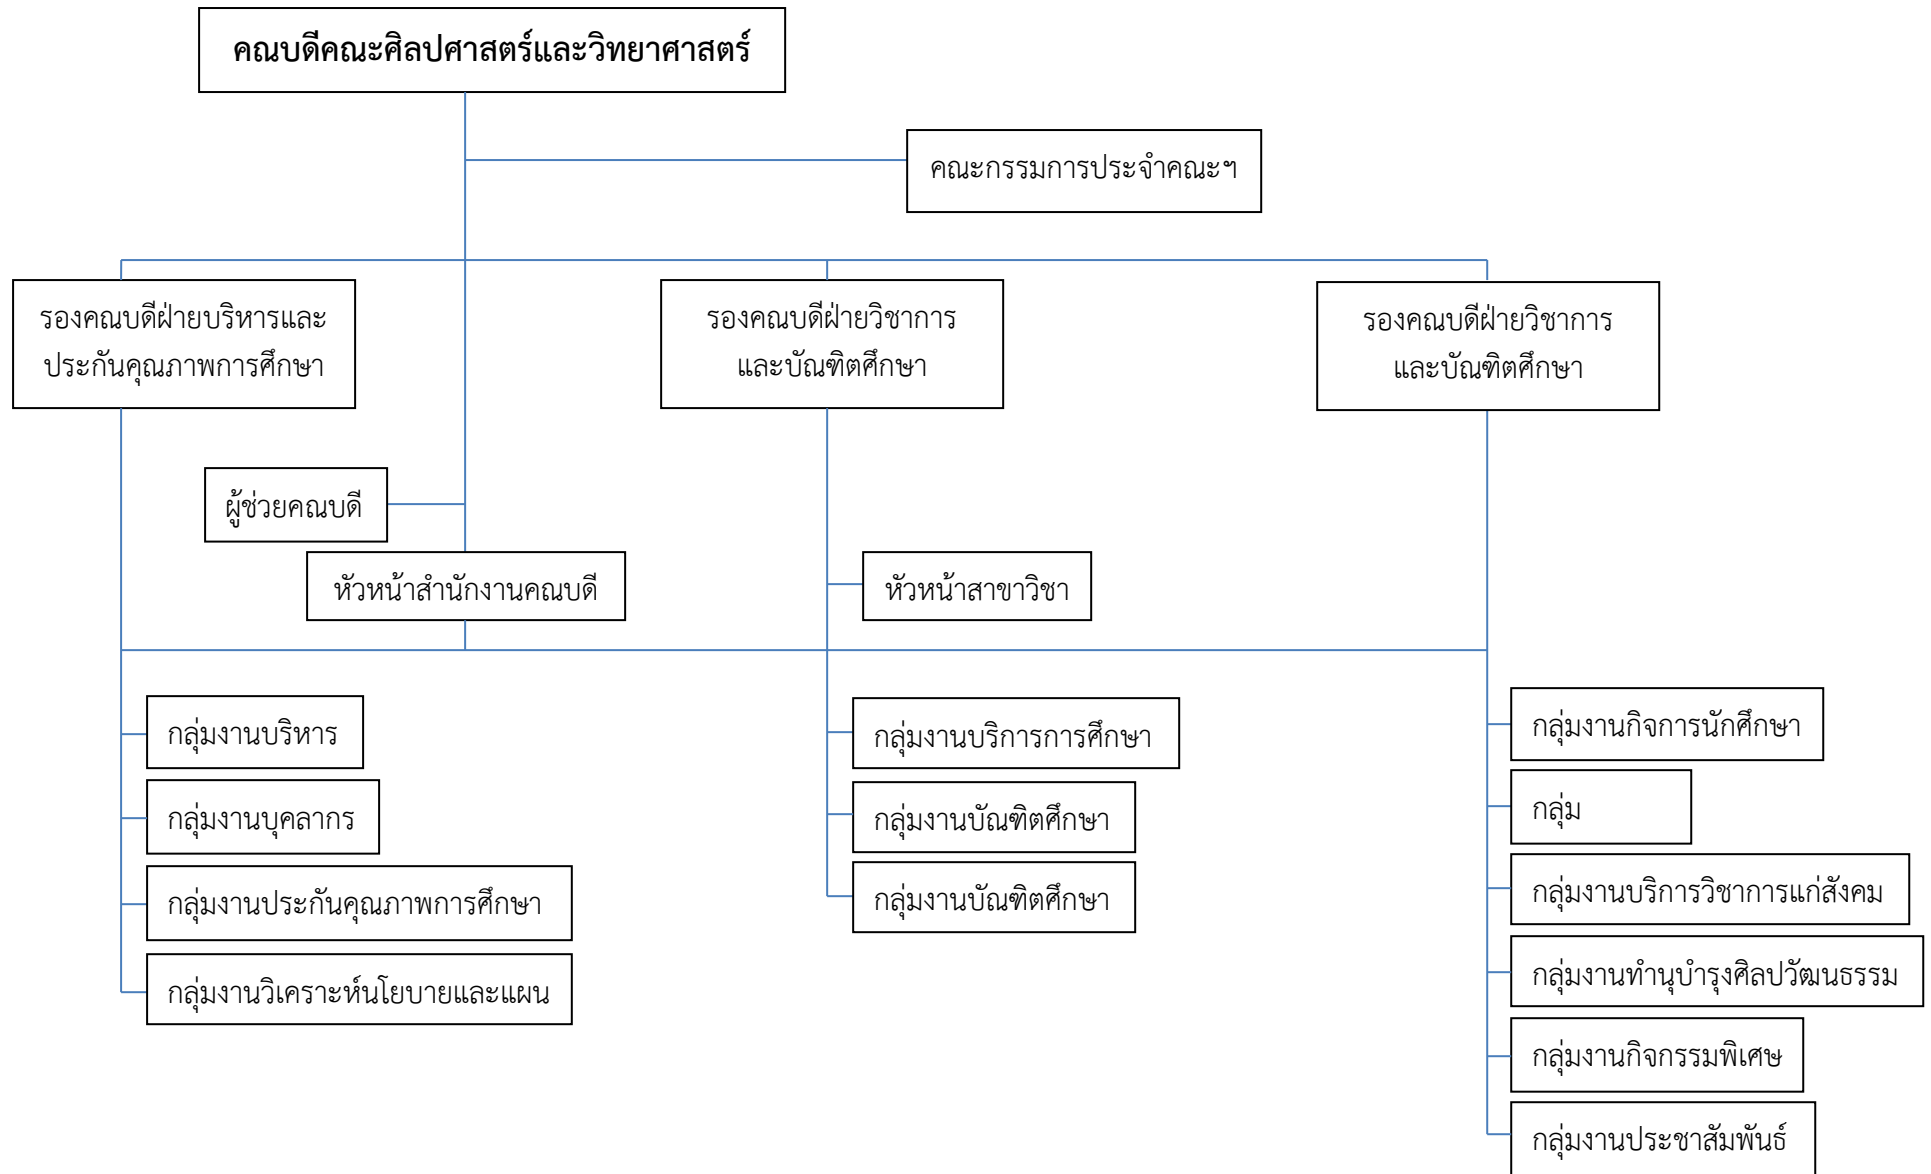 คณบดีคณะศิลปศาสตร์และวิทยาศาสตร์
คณะกรรมการประจำคณะฯ
รองคณบดีฝ่ายบริหารและ
ประกันคุณภาพการศึกษา
รองคณบดีฝ่ายวิชาการ
และบัณฑิตศึกษา
รองคณบดีฝ่ายวิชาการ
และบัณฑิตศึกษา
ผู้ช่วยคณบดี
หัวหน้าสำนักงานคณบดี
หัวหน้าสาขาวิชา
กลุ่มงานบริหาร
กลุ่มงานบุคลากร
กลุ่มงานประกันคุณภาพการศึกษา
กลุ่มงานวิเคราะห์นโยบายและแผน
กลุ่มงานบริการการศึกษา
กลุ่มงานบัณฑิตศึกษา
กลุ่มงานบัณฑิตศึกษา
กลุ่มงานกิจการนักศึกษา
กลุ่ม
กลุ่มงานบริการวิชาการแก่สังคม
กลุ่มงานทำนุบำรุงศิลปวัฒนธรรม
กลุ่มงานกิจกรรมพิเศษ
กลุ่มงานประชาสัมพันธ์